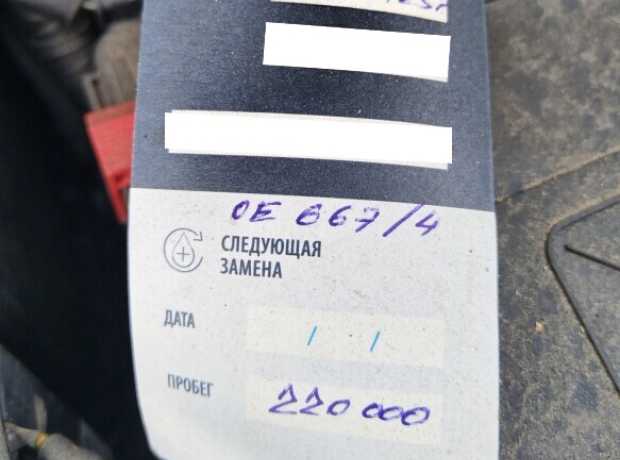 OE 667/4
СЛЕДУЮЩАЯ
ЗАМЕНА
ДАТА / /
ПРОБЕГ 220 000